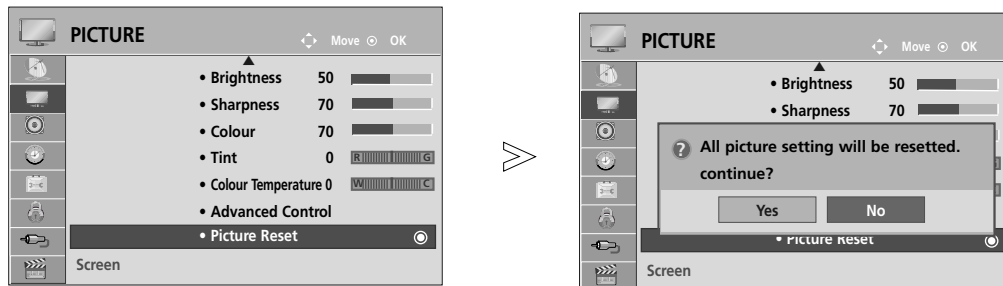 PICTURE
Move OK
• Brightness 50
• Sharpness 70
• Colour 70
• Tint 0 R G
• Colour Temperature 0 W C
• Advanced Control
• Picture Reset
Screen
PICTURE
Move OK
• Brightness 50
• Sharpness 70
All picture setting will be resetted.
continue?
Yes No
• Picture Reset
Screen